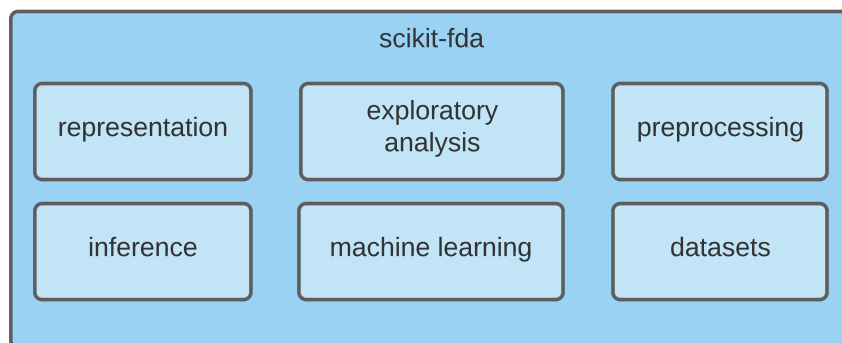 scikit-fda
representation
exploratory
analysis
preprocessing
inference
machine learning
datasets